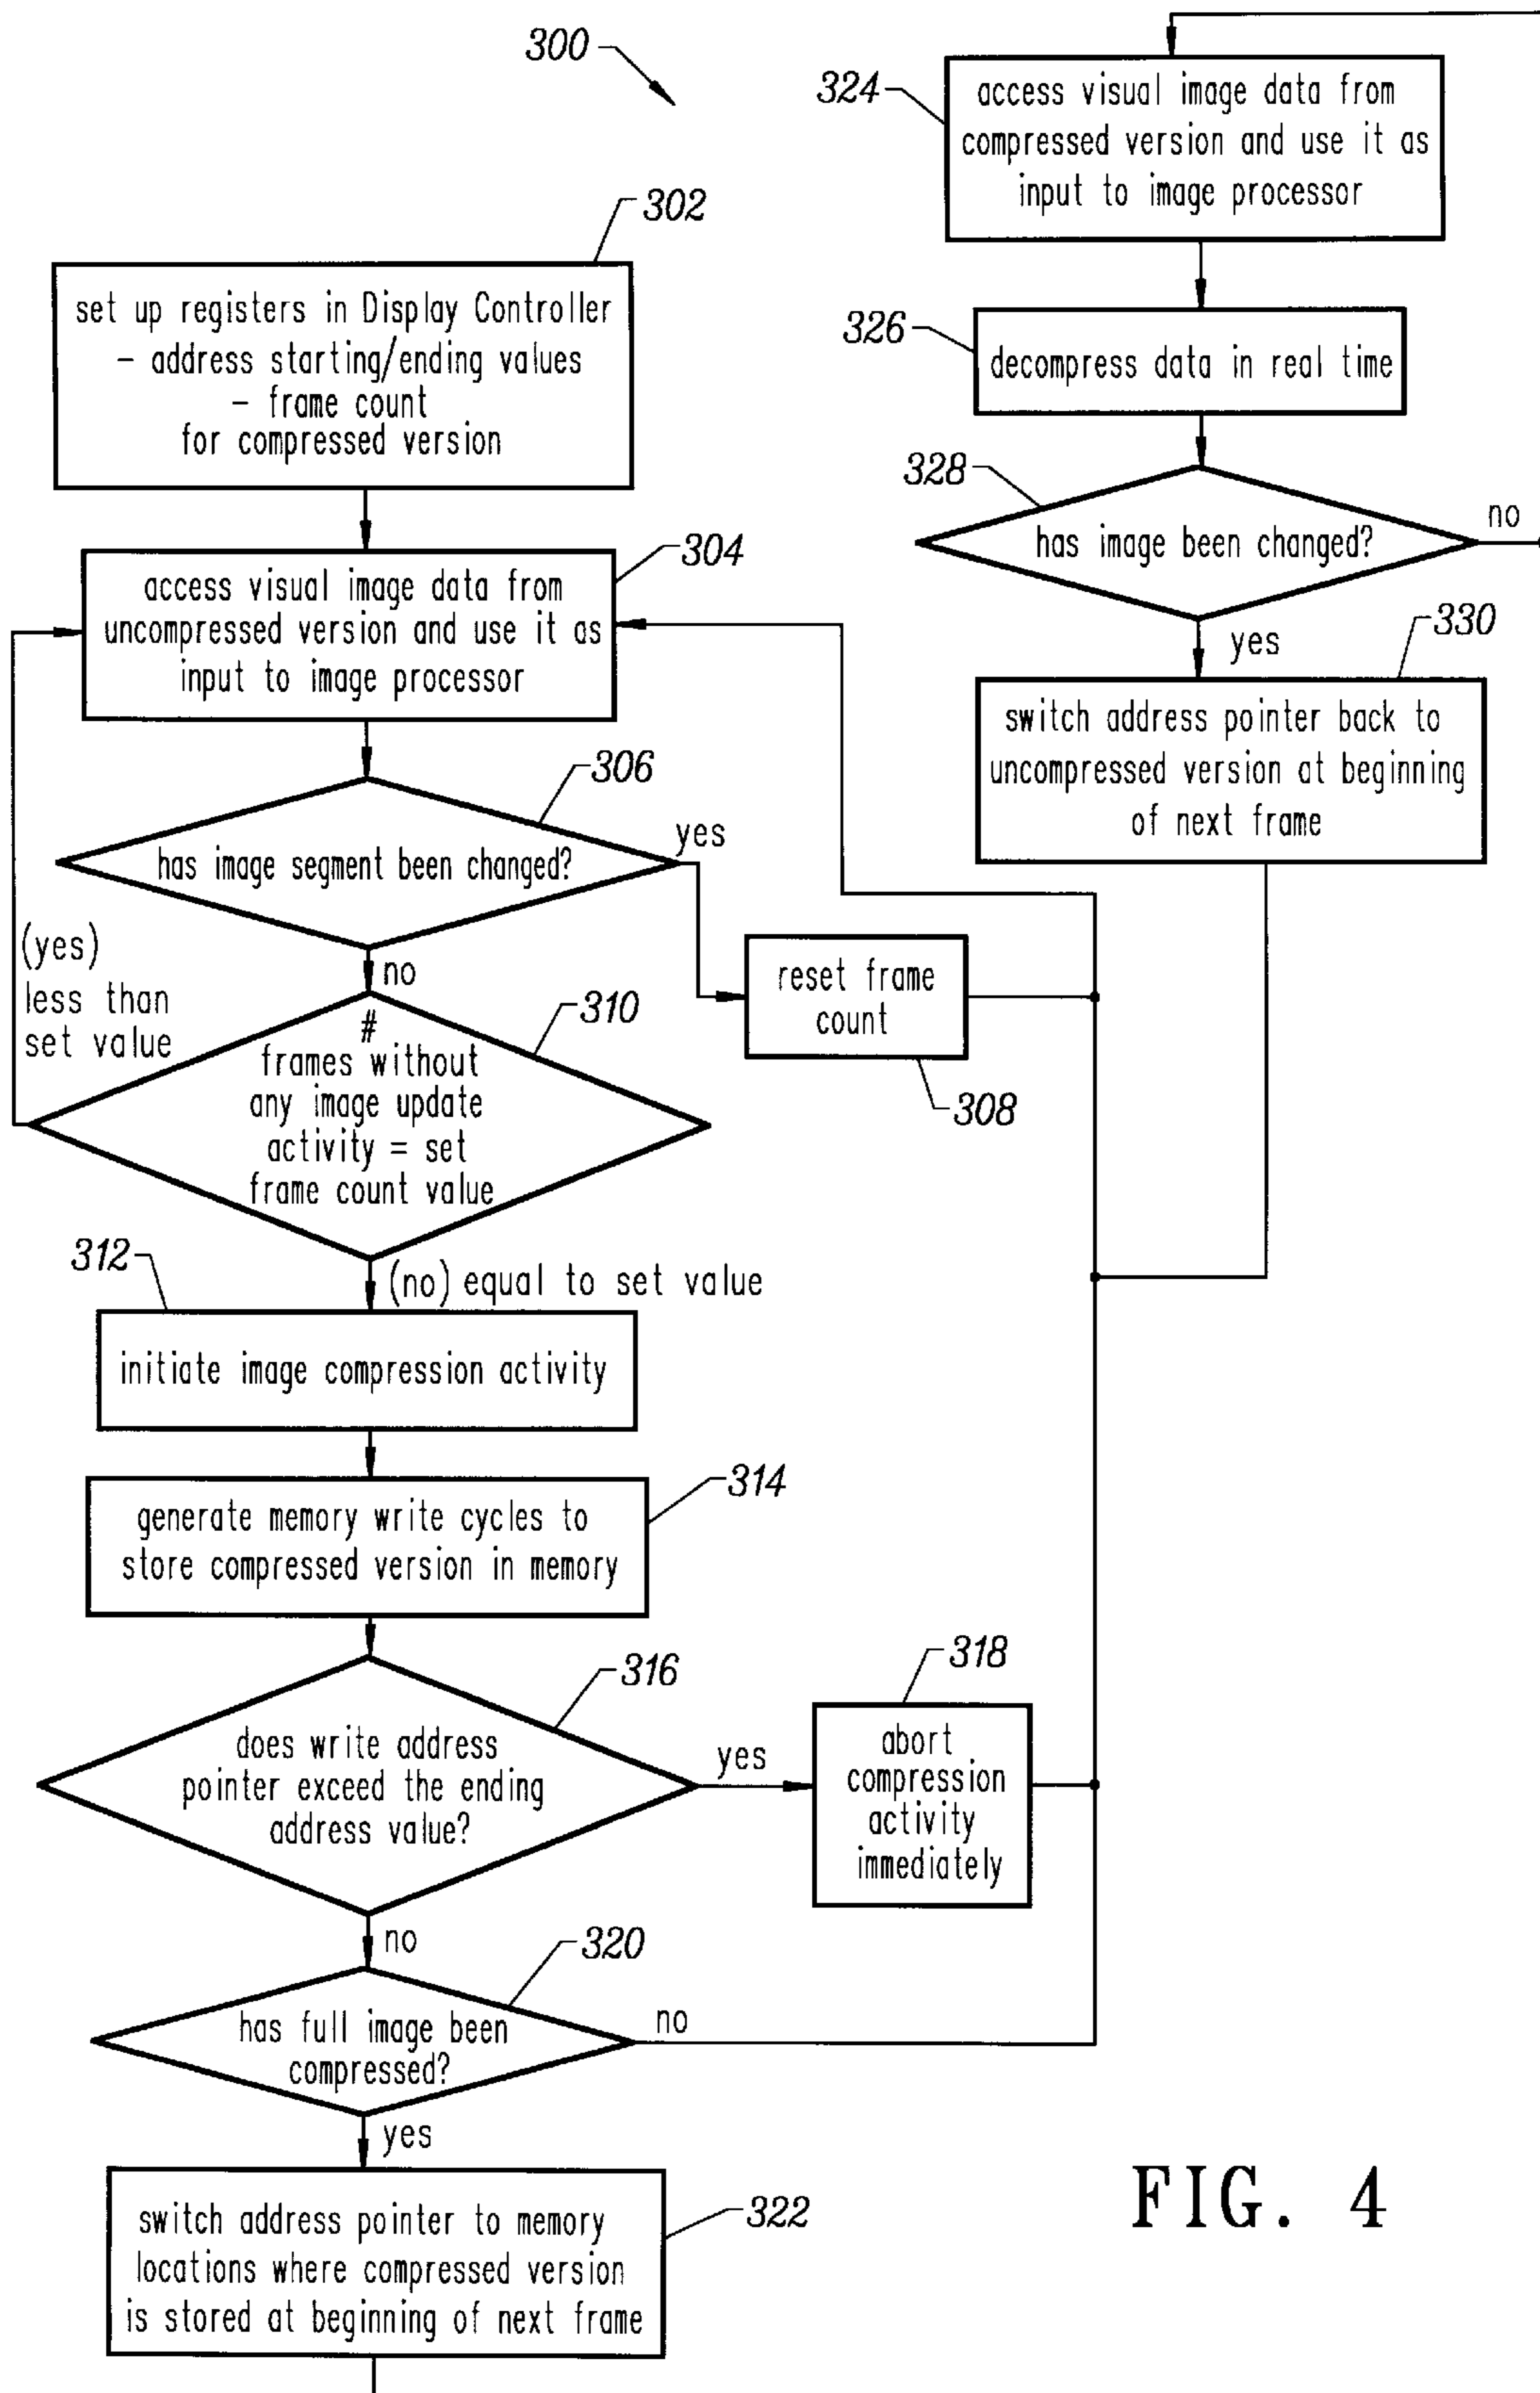 300
302
set up registers in Display Controller
- address starting/ending values
- frame count
for compressed version
304
access visual image data from
uncompressed version and use it as
input to image processor
306
has image segment been changed?
yes
no
(yes)
less than
set value
308
reset frame
count
310
#
frames without
any image update
activity = set
frame count value
(no) equal to set value
312
initiate image compression activity
314
generate memory write cycles to
store compressed version in memory
316
does write address
pointer exceed the ending
address value?
yes
no
318
abort
compression
activity
immediately
320
has full image been
compressed?
no
yes
322
switch address pointer to memory
locations where compressed version
is stored at beginning of next frame
324
access visual image data from
compressed version and use it as
input to image processor
326
decompress data in real time
328
has image been changed?
no
yes
330
switch address pointer back to
uncompressed version at beginning
of next frame
FIG. 4